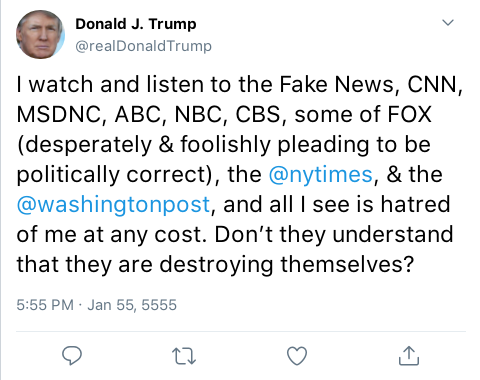 Donald J. Trump
@realDonaldTrump
I watch and listen to the Fake News, CNN,
MSDNC, ABC, NBC, CBS, some of FOX
(desperately & foolishly pleading to be
politically correct), the @nytimes, & the
@washingtonpost, and all I see is hatred
of me at any cost. Don’t they understand
that they are destroying themselves?
5:55 PM · Jan 55, 5555